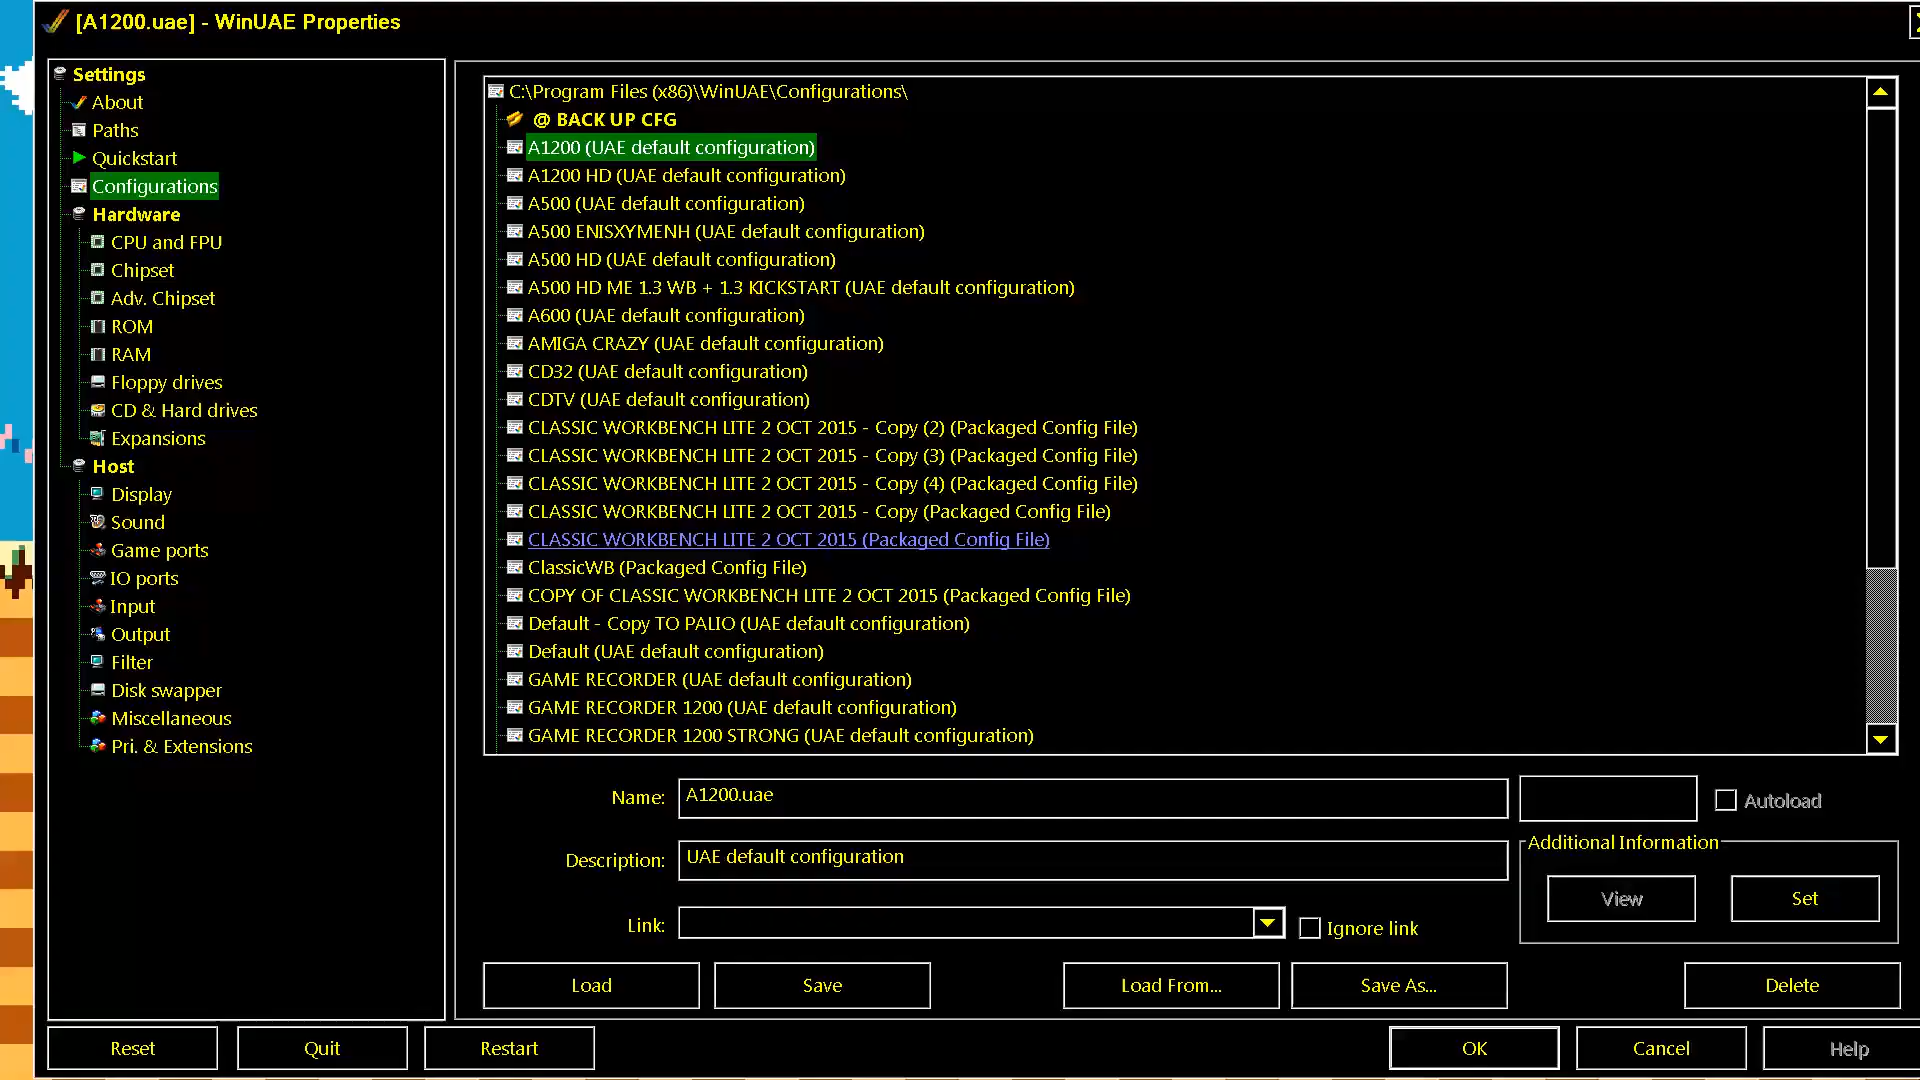 [A1200.uae] - WinUAE Properties
Settings
About
Paths
Quickstart
Configurations
Hardware
CPU and FPU
Chipset
Adv. Chipset
ROM
RAM
Floppy drives
CD & Hard drives
Expansions
Host
Display
Sound
Game ports
IO ports
Input
Output
Filter
Disk swapper
Miscellaneous
Pri. & Extensions
C:\Program Files (x86)\WinUAE\Configurations\
@ BACK UP CFG
A1200 (UAE default configuration)
A1200 HD (UAE default configuration)
A500 (UAE default configuration)
A500 ENISXYMENH (UAE default configuration)
A500 HD (UAE default configuration)
A500 HD ME 1.3 WB + 1.3 KICKSTART (UAE default configuration)
A600 (UAE default configuration)
AMIGA CRAZY (UAE default configuration)
CD32 (UAE default configuration)
CDTV (UAE default configuration)
CLASSIC WORKBENCH LITE 2 OCT 2015 - Copy (2) (Packaged Config File)
CLASSIC WORKBENCH LITE 2 OCT 2015 - Copy (3) (Packaged Config File)
CLASSIC WORKBENCH LITE 2 OCT 2015 - Copy (4) (Packaged Config File)
CLASSIC WORKBENCH LITE 2 OCT 2015 - Copy (Packaged Config File)
CLASSIC WORKBENCH LITE 2 OCT 2015 (Packaged Config File)
ClassicWB (Packaged Config File)
COPY OF CLASSIC WORKBENCH LITE 2 OCT 2015 (Packaged Config File)
Default - Copy TO PALIO (UAE default configuration)
Default (UAE default configuration)
GAME RECORDER (UAE default configuration)
GAME RECORDER 1200 (UAE default configuration)
GAME RECORDER 1200 STRONG (UAE default configuration)
Name: A1200.uae
Autoload
Description: UAE default configuration
Additional Information
View Set
Link:
Ignore link
Load Save Load From... Save As... Delete
Reset Quit Restart OK Cancel Help